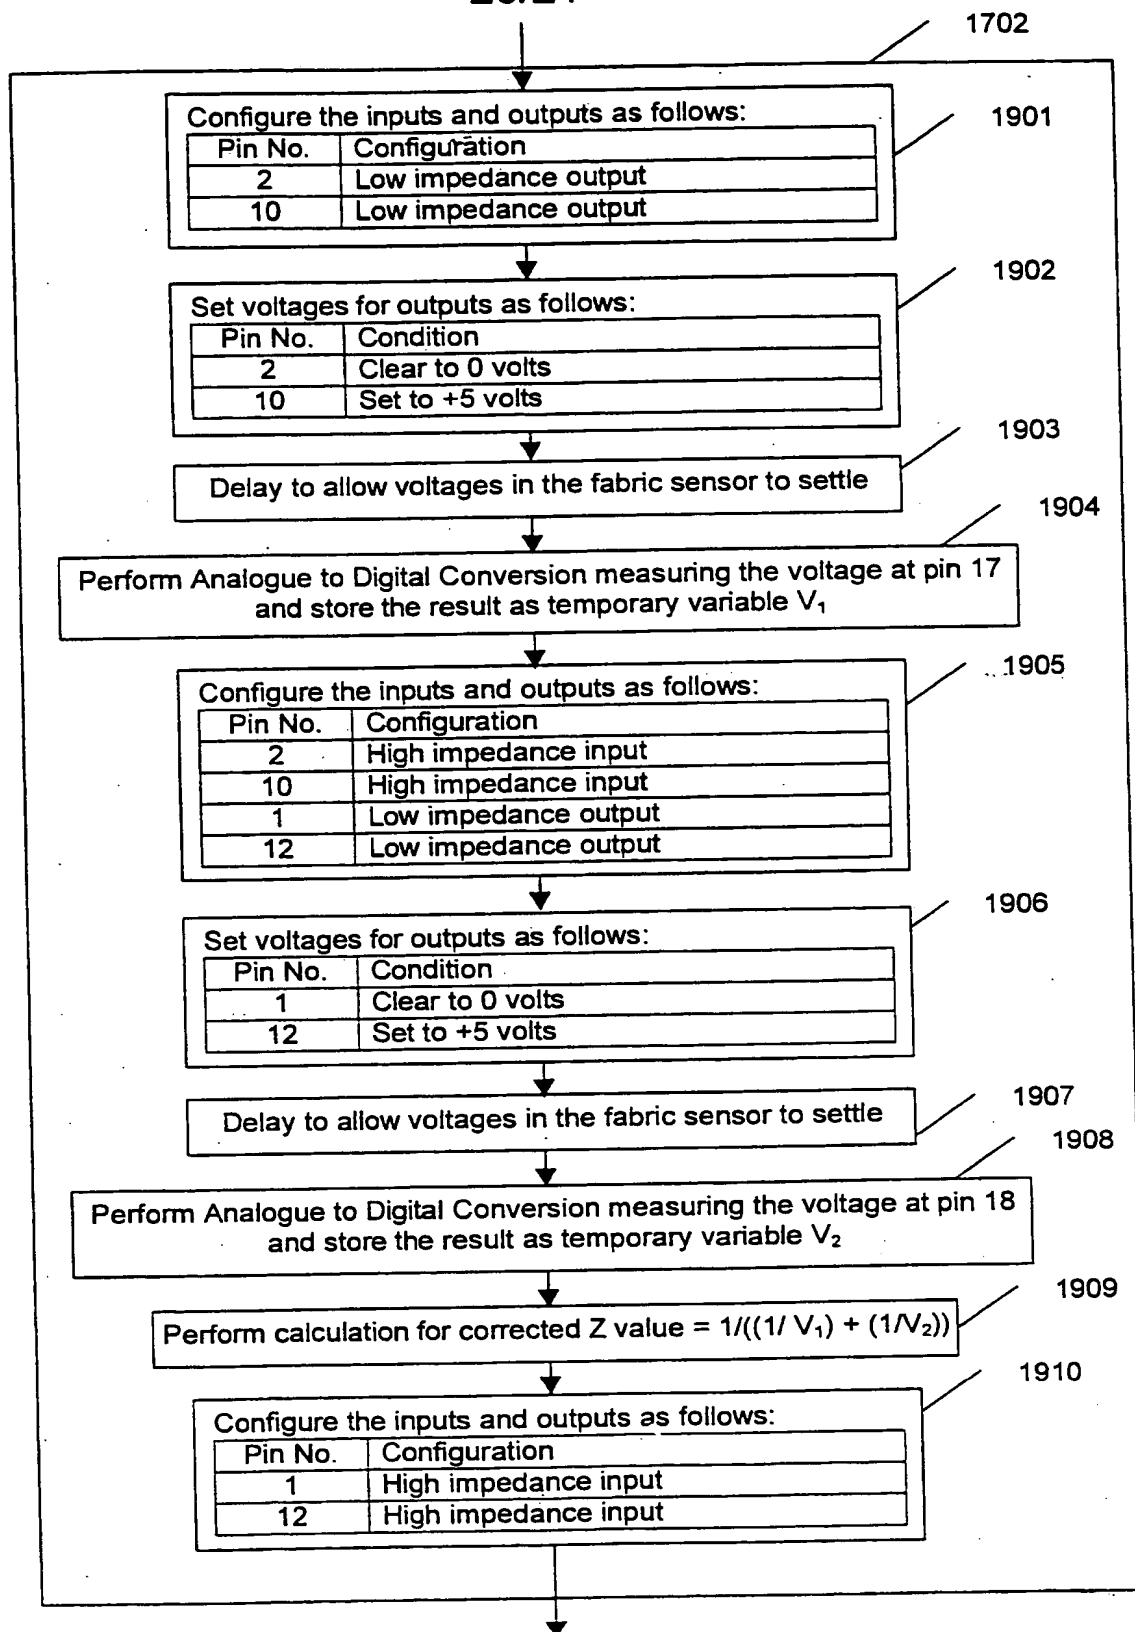 1702
Configure the inputs and outputs as follows:
1901
Pin No. Configuration
2 Low impedance output
10 Low impedance output
1902
Set voltages for outputs as follows:
Pin No. Condition
2 Clear to 0 volts
10 Set to +5 volts
1903
Delay to allow voltages in the fabric sensor to settle
1904
Perform Analogue to Digital Conversion measuring the voltage at pin 17
and store the result as temporary variable V₁
1905
Configure the inputs and outputs as follows:
Pin No. Configuration
2 High impedance input
10 High impedance input
1 Low impedance output
12 Low impedance output
1906
Set voltages for outputs as follows:
Pin No. Condition
1 Clear to 0 volts
12 Set to +5 volts
1907
Delay to allow voltages in the fabric sensor to settle
1908
Perform Analogue to Digital Conversion measuring the voltage at pin 18
and store the result as temporary variable V₂
1909
Perform calculation for corrected Z value = 1/((1/ V₁) + (1/V₂))
1910
Configure the inputs and outputs as follows:
Pin No. Configuration
1 High impedance input
12 High impedance input